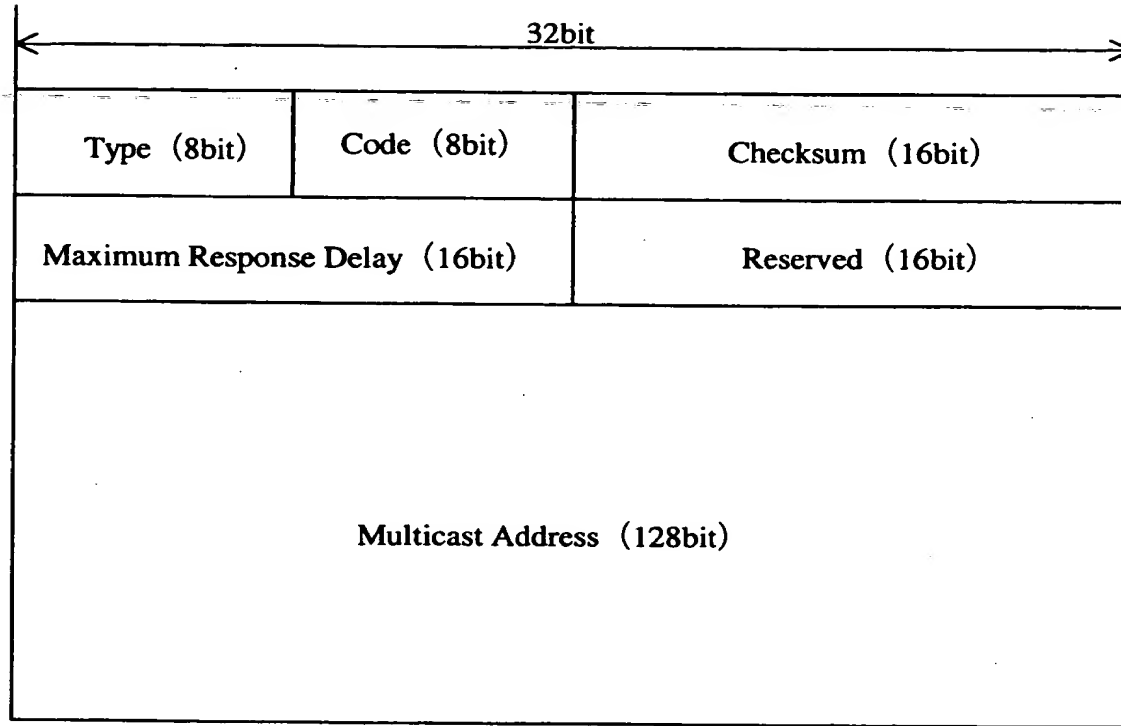 32bit
Type (8bit)
Code (8bit)
Checksum (16bit)
Maximum Response Delay (16bit)
Reserved (16bit)
Multicast Address (128bit)